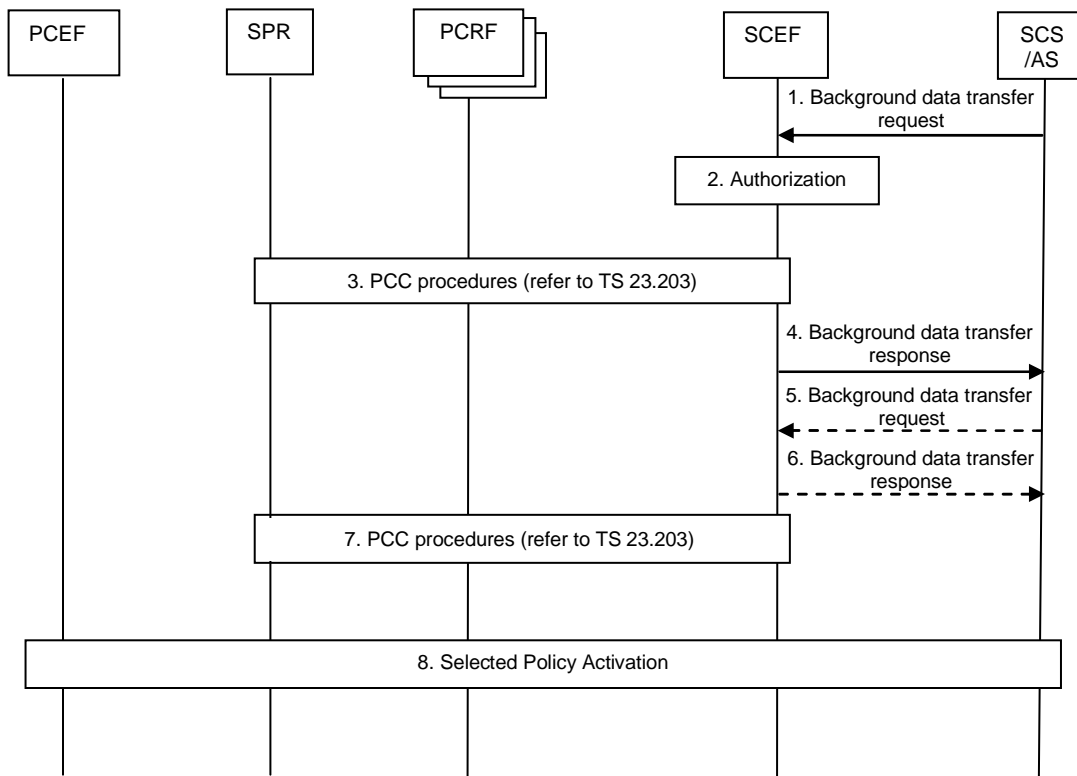 PCEF
SPR
PCRF
SCEF
SCS
/AS
1. Background data transfer
request
2. Authorization
3. PCC procedures (refer to TS 23.203)
4. Background data transfer
response
5. Background data transfer
request
6. Background data transfer
response
7. PCC procedures (refer to TS 23.203)
8. Selected Policy Activation